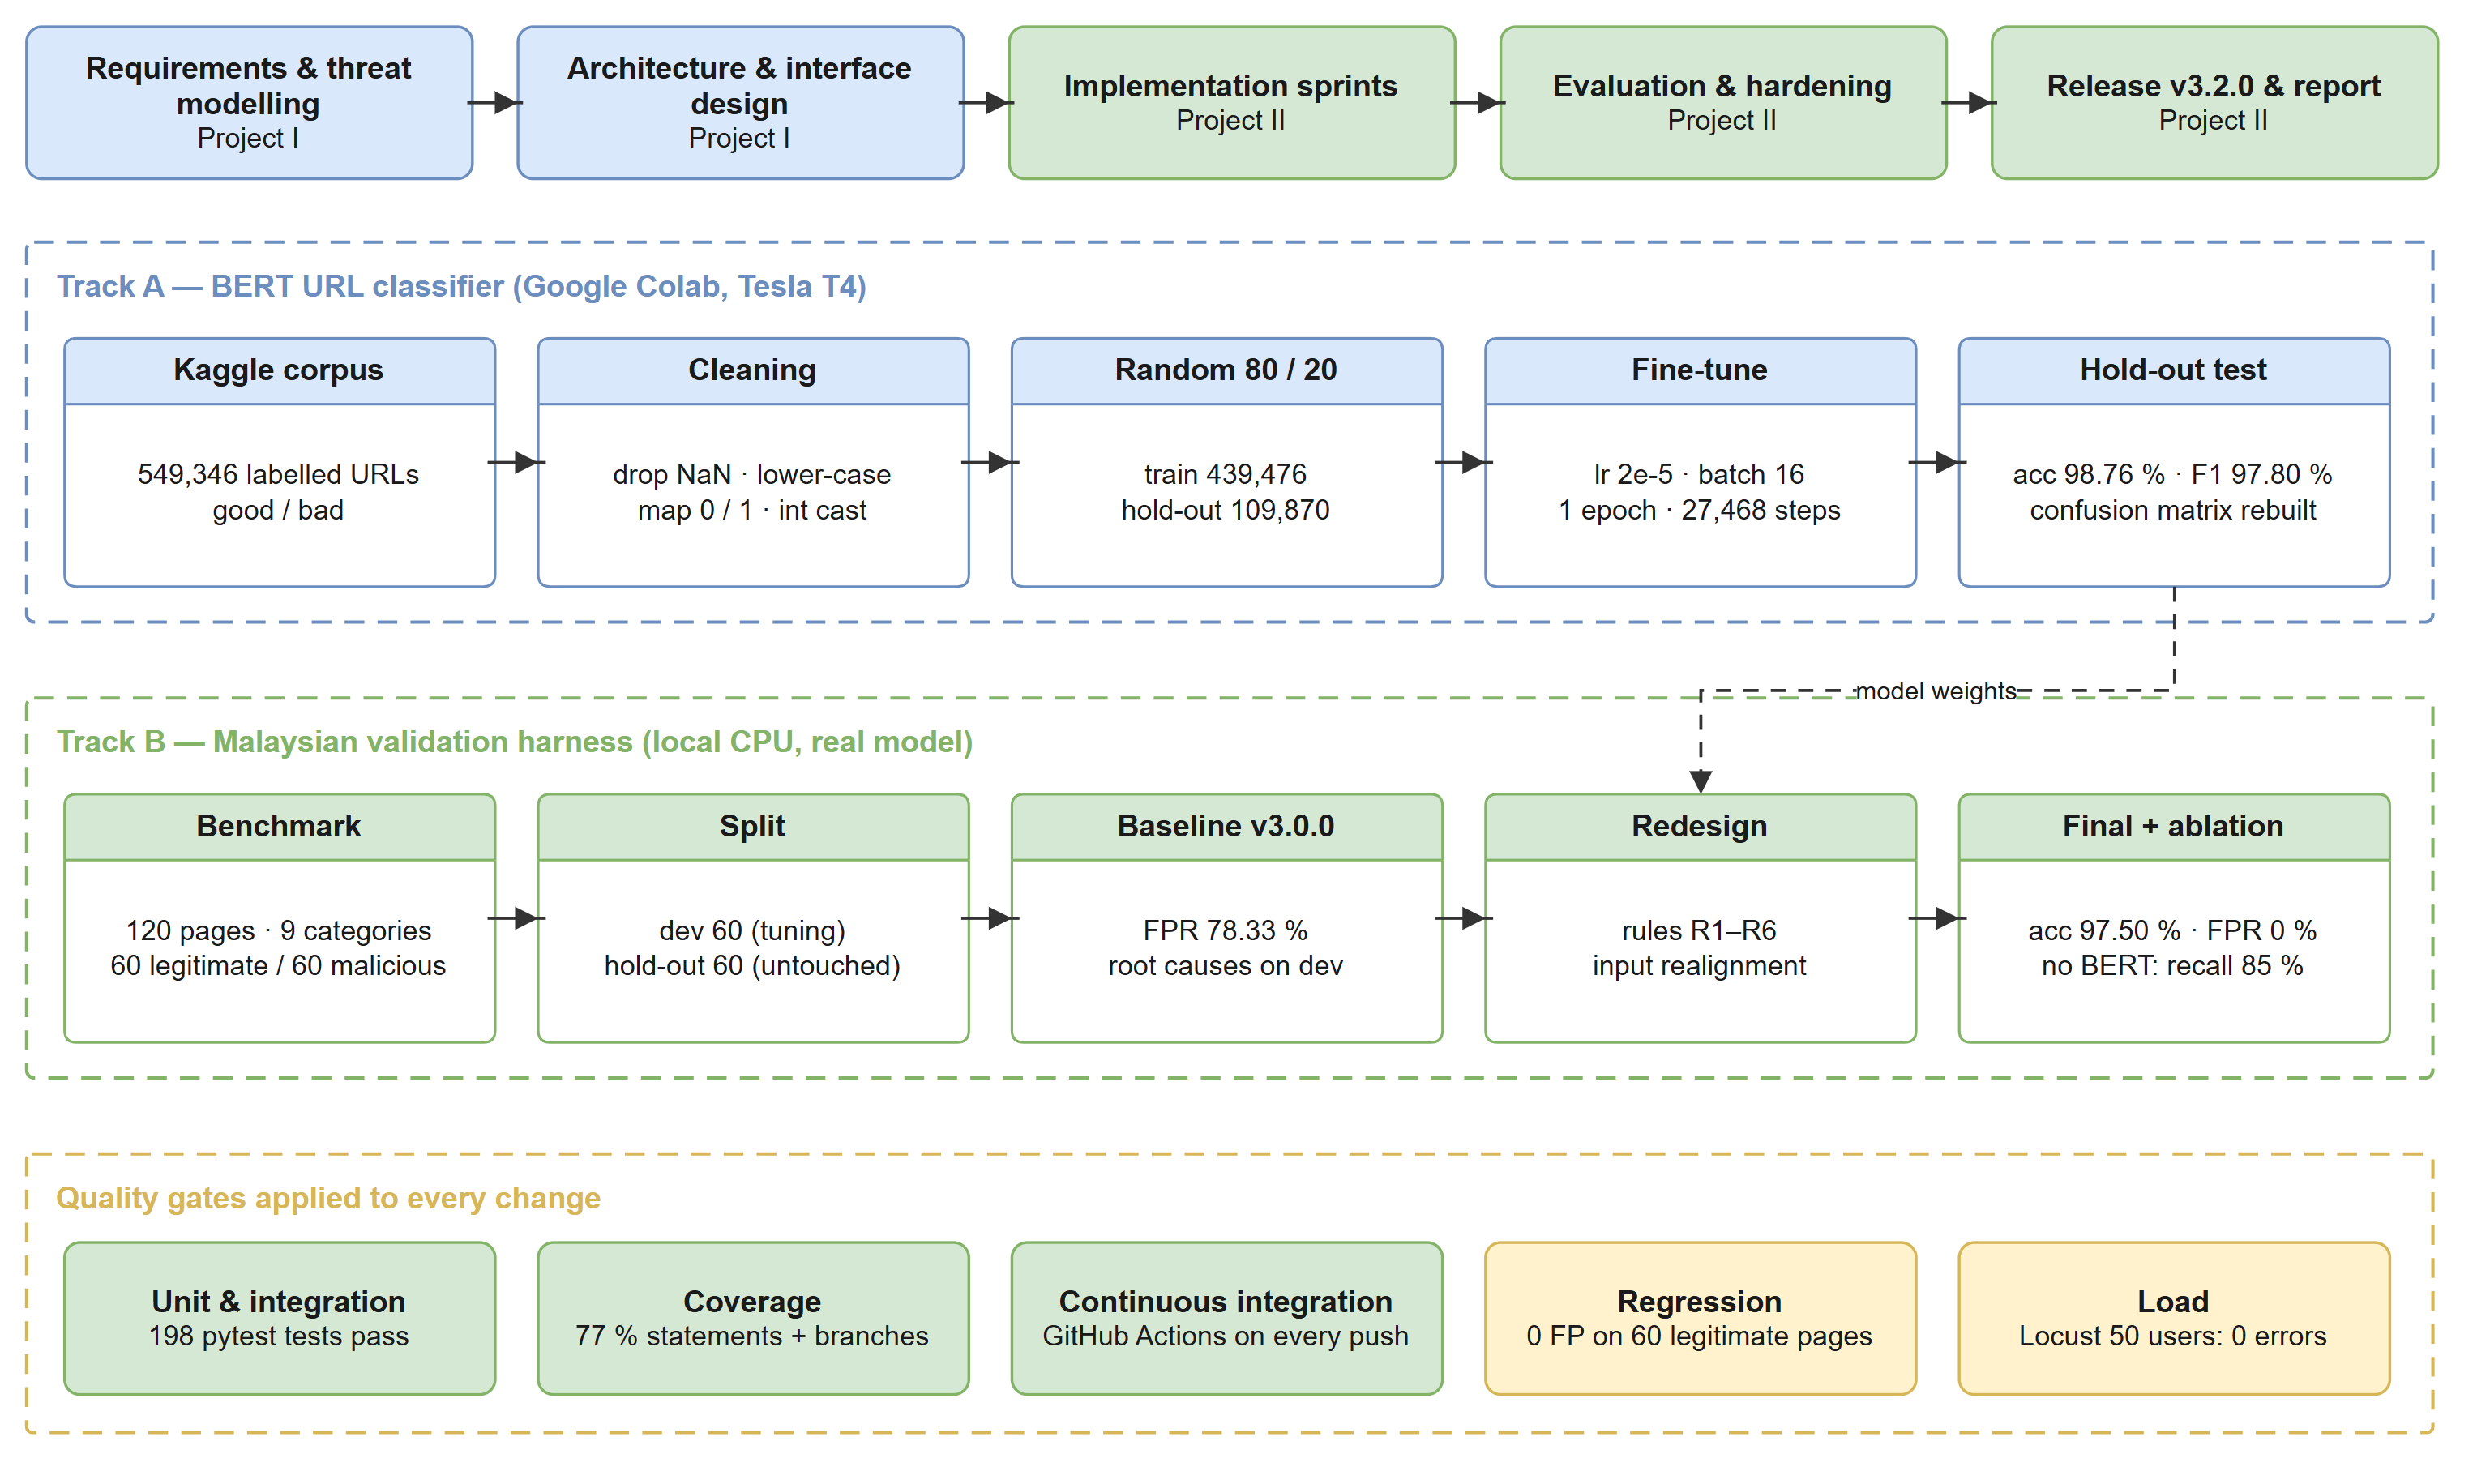 Requirements & threat
modelling
Project I
Architecture & interface
design
Project I
Implementation sprints
Project II
Evaluation & hardening
Project II
Release v3.2.0 & report
Project II
Track A — BERT URL classifier (Google Colab, Tesla T4)
Kaggle corpus
549,346 labelled URLs
good / bad
Cleaning
drop NaN · lower-case
map 0 / 1 · int cast
Random 80 / 20
train 439,476
hold-out 109,870
Fine-tune
lr 2e-5 · batch 16
1 epoch · 27,468 steps
Hold-out test
acc 98.76 % · F1 97.80 %
confusion matrix rebuilt
model weights
Track B — Malaysian validation harness (local CPU, real model)
Benchmark
120 pages · 9 categories
60 legitimate / 60 malicious
Split
dev 60 (tuning)
hold-out 60 (untouched)
Baseline v3.0.0
FPR 78.33 %
root causes on dev
Redesign
rules R1–R6
input realignment
Final + ablation
acc 97.50 % · FPR 0 %
no BERT: recall 85 %
Quality gates applied to every change
Unit & integration
198 pytest tests pass
Coverage
77 % statements + branches
Continuous integration
GitHub Actions on every push
Regression
0 FP on 60 legitimate pages
Load
Locust 50 users: 0 errors